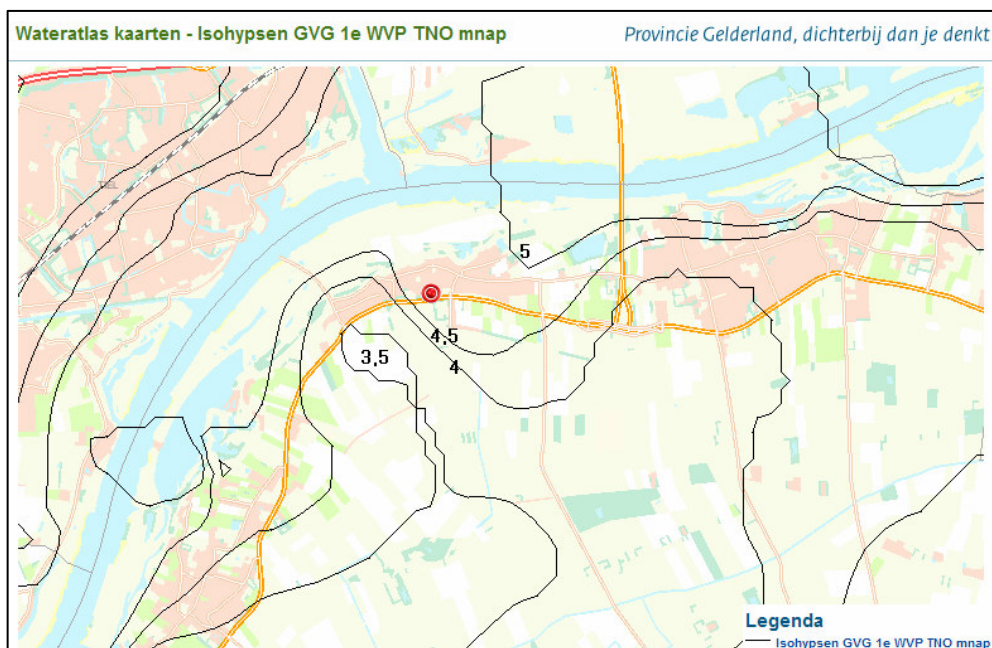 Wateratlas kaarten - Isohypsen GVG 1e WVP TNO mnap
Provincie Gelderland, dichterbij dan je denkt
TIEL
5
4,5
4
3,5
Legenda
Isohypsen GVG 1e WVP TNO mnap